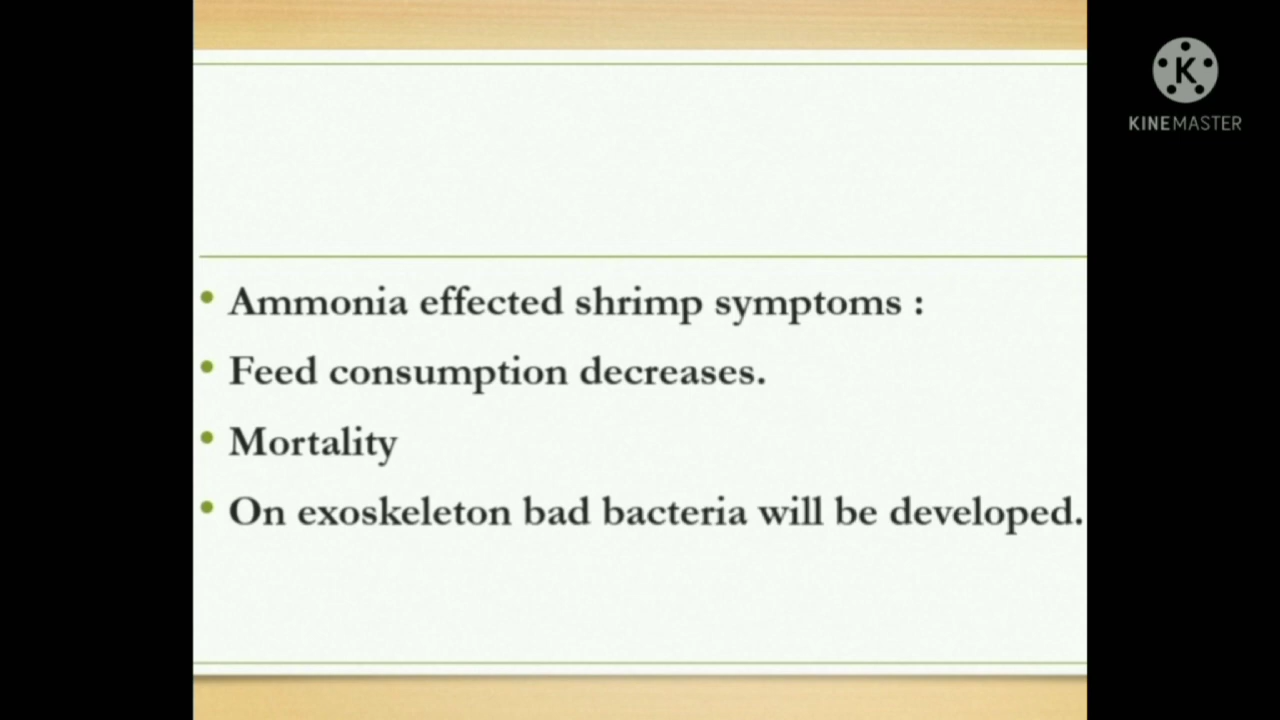 KINEMASTER
• Ammonia effected shrimp symptoms :
• Feed consumption decreases.
• Mortality
• On exoskeleton bad bacteria will be developed.